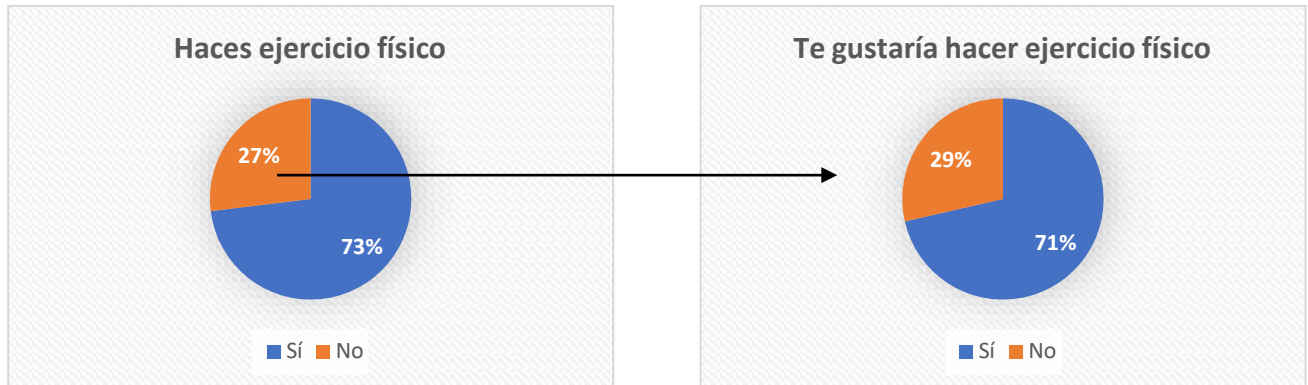 Haces ejercicio físico
27%
73%
Sí No
Te gustaría hacer ejercicio físico
29%
71%
Sí No